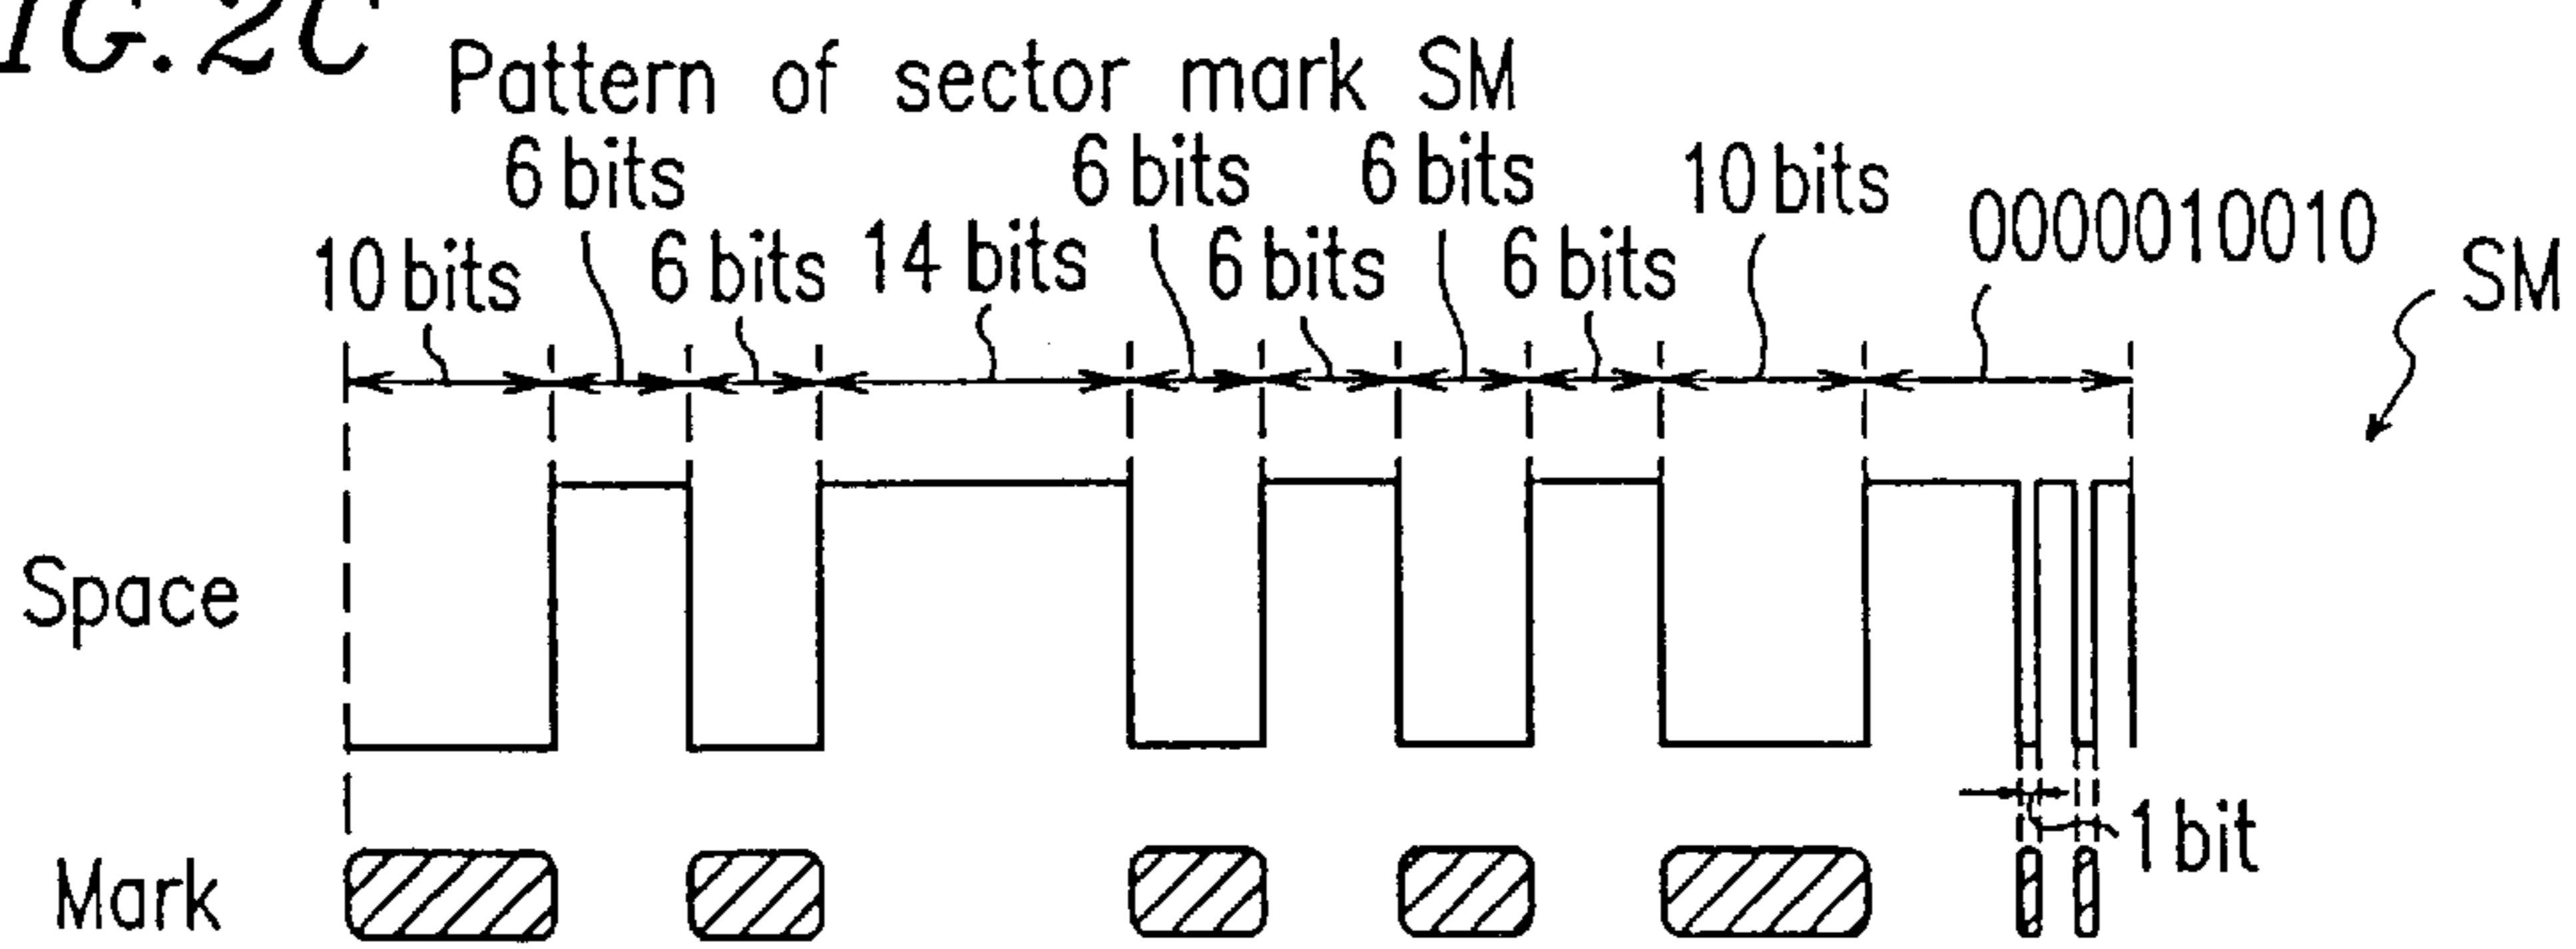 IG. 2C
Pattern of sector mark SM
6 bits 6 bits 6 bits 10 bits 0000010010
10 bits 6 bits 14 bits 6 bits 6 bits SM
Space
1 bit
Mark